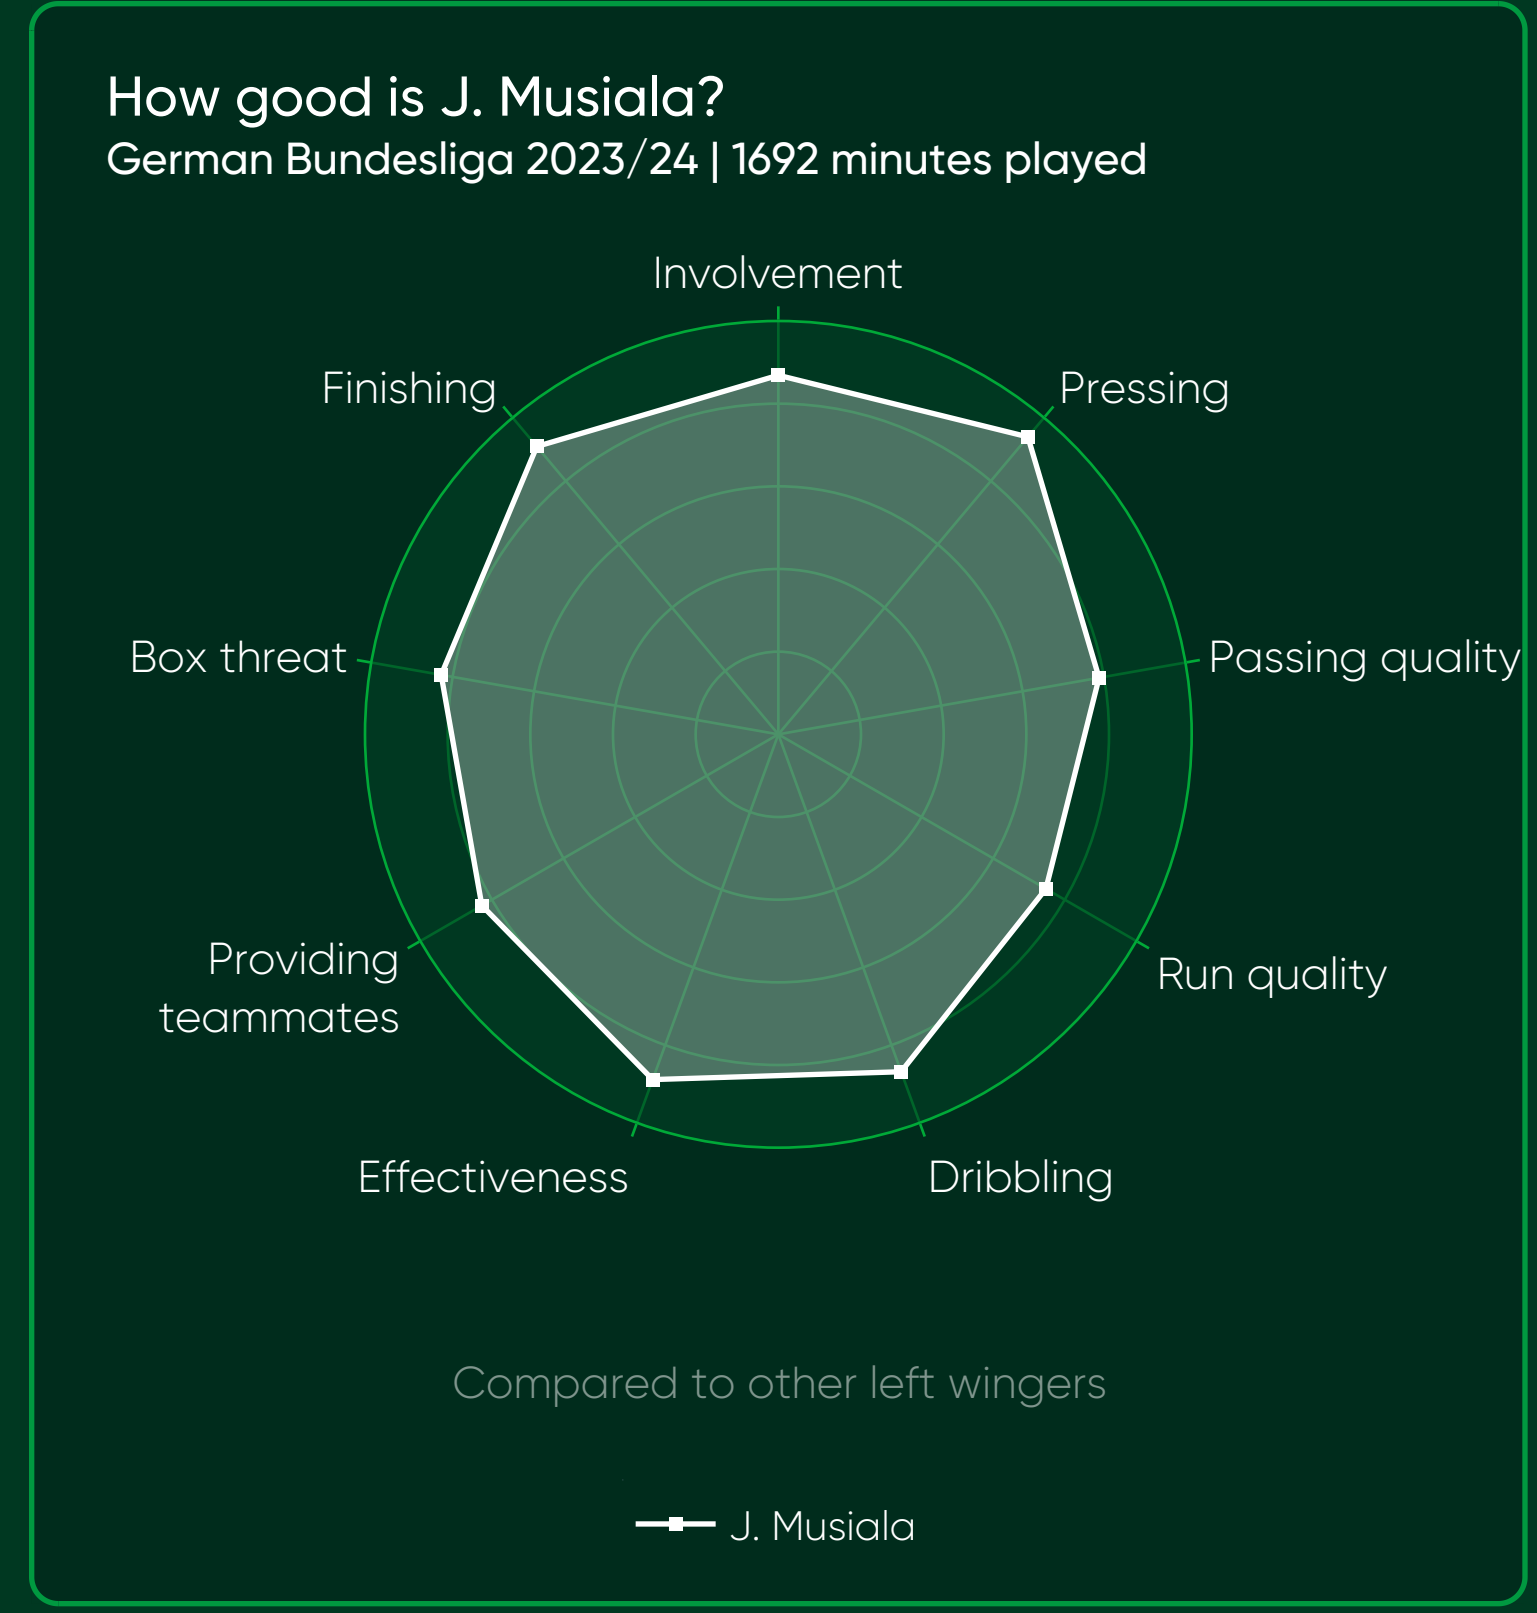 How good is J. Musiala?
German Bundesliga 2023/24 | 1692 minutes played
Involvement
Finishing
Pressing
Box threat
Passing quality
Providing
teammates
Run quality
Effectiveness
Dribbling
Compared to other left wingers
J. Musiala